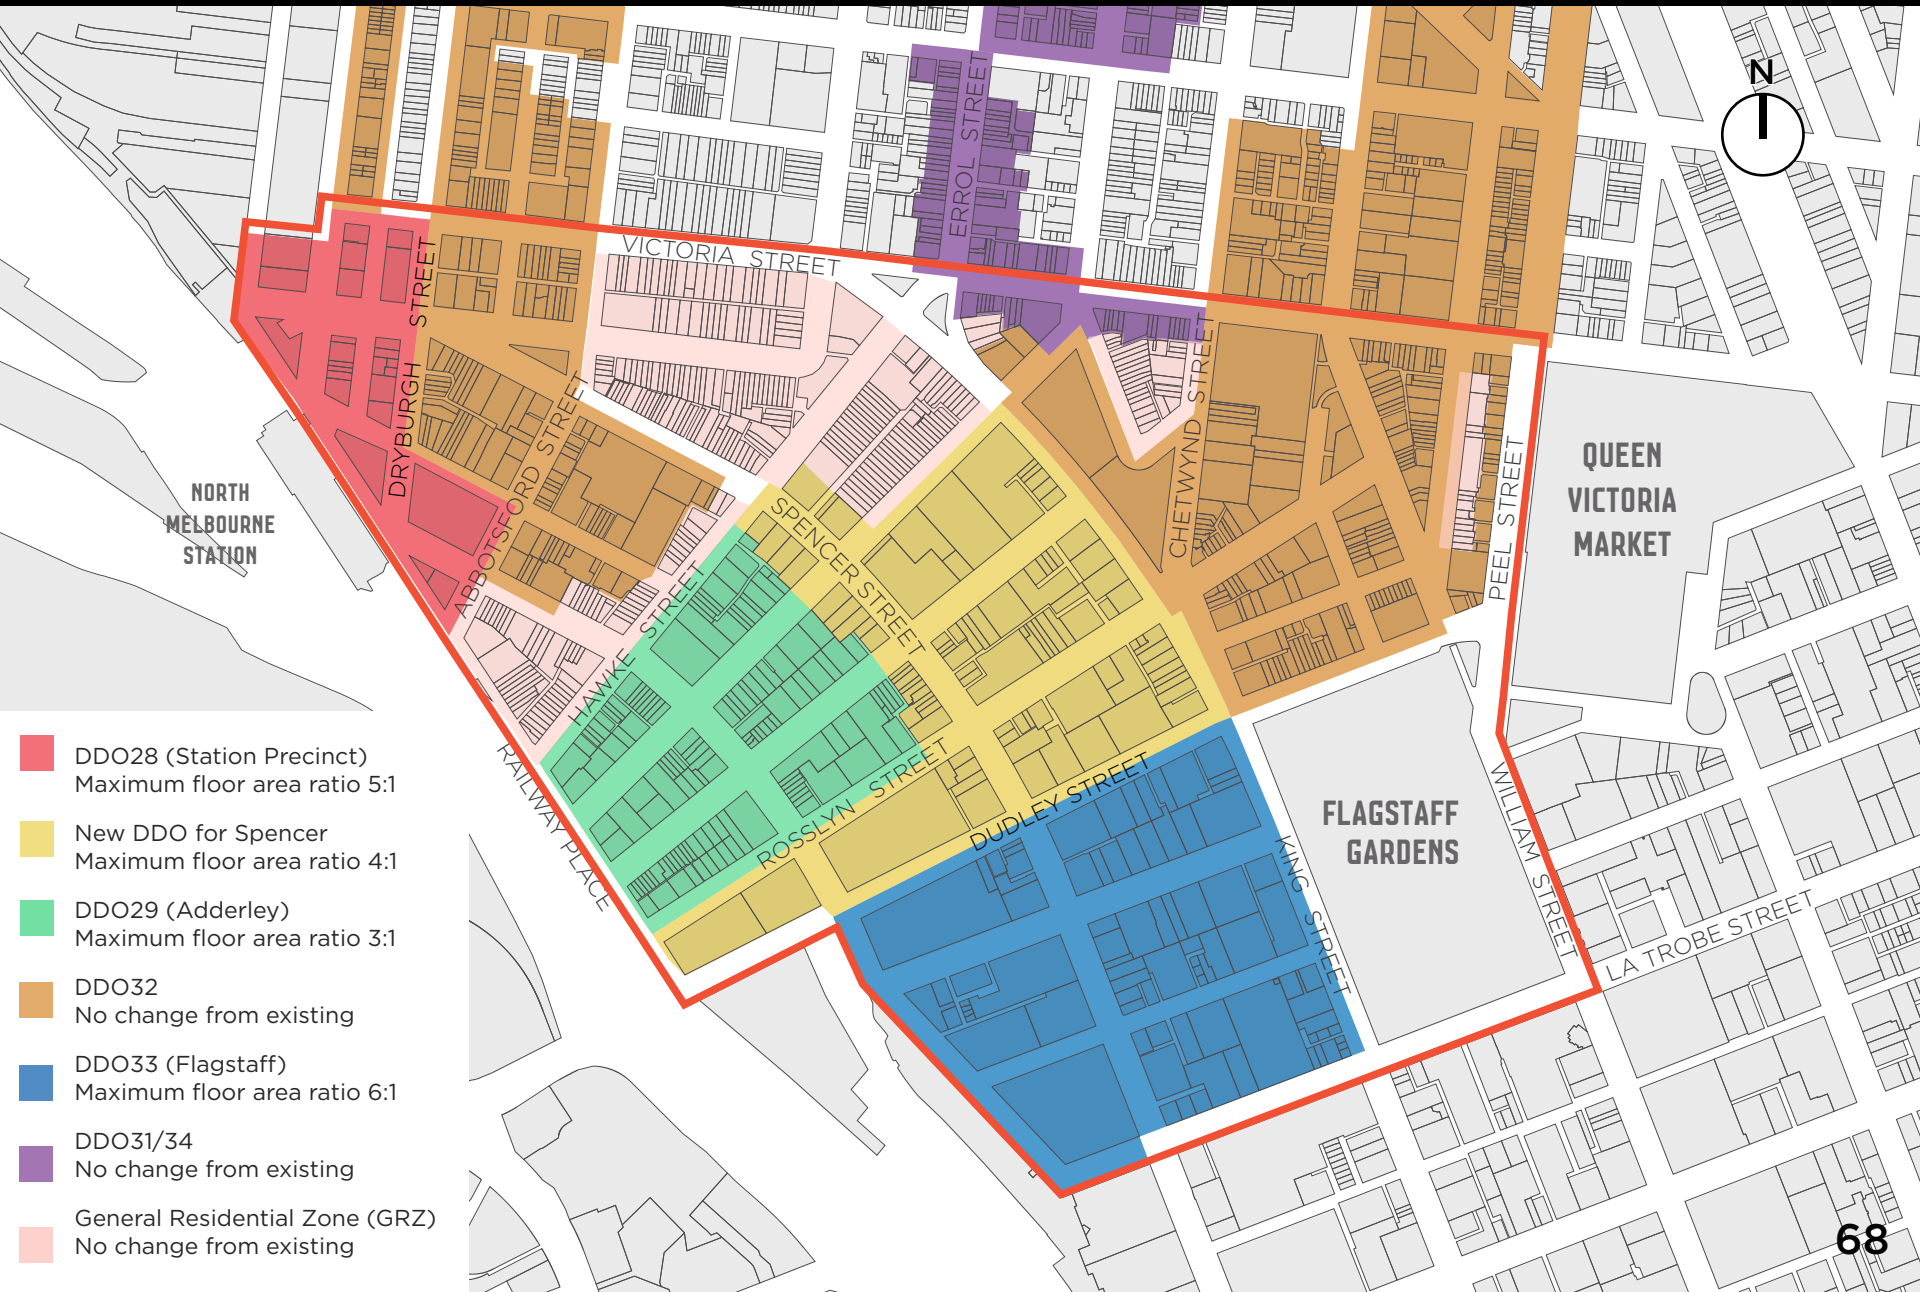 N
ERROL STREET
VICTORIA STREET
DRYBURGH STREET
CHETWYND STREET
ABBOTSFORD STREET
PEEL STREET
QUEEN
VICTORIA
MARKET
NORTH
MELBOURNE
STATION
SPENCER STREET
HAWKE STREET
RAILWAY PLACE
ROSSLYN STREET
DUDLEY STREET
KING STREET
FLAGSTAFF
GARDENS
WILLIAM STREET
LA TROBE STREET
DDO28 (Station Precinct)
Maximum floor area ratio 5:1
New DDO for Spencer
Maximum floor area ratio 4:1
DDO29 (Adderley)
Maximum floor area ratio 3:1
DDO32
No change from existing
DDO33 (Flagstaff)
Maximum floor area ratio 6:1
DDO31/34
No change from existing
General Residential Zone (GRZ)
No change from existing
68